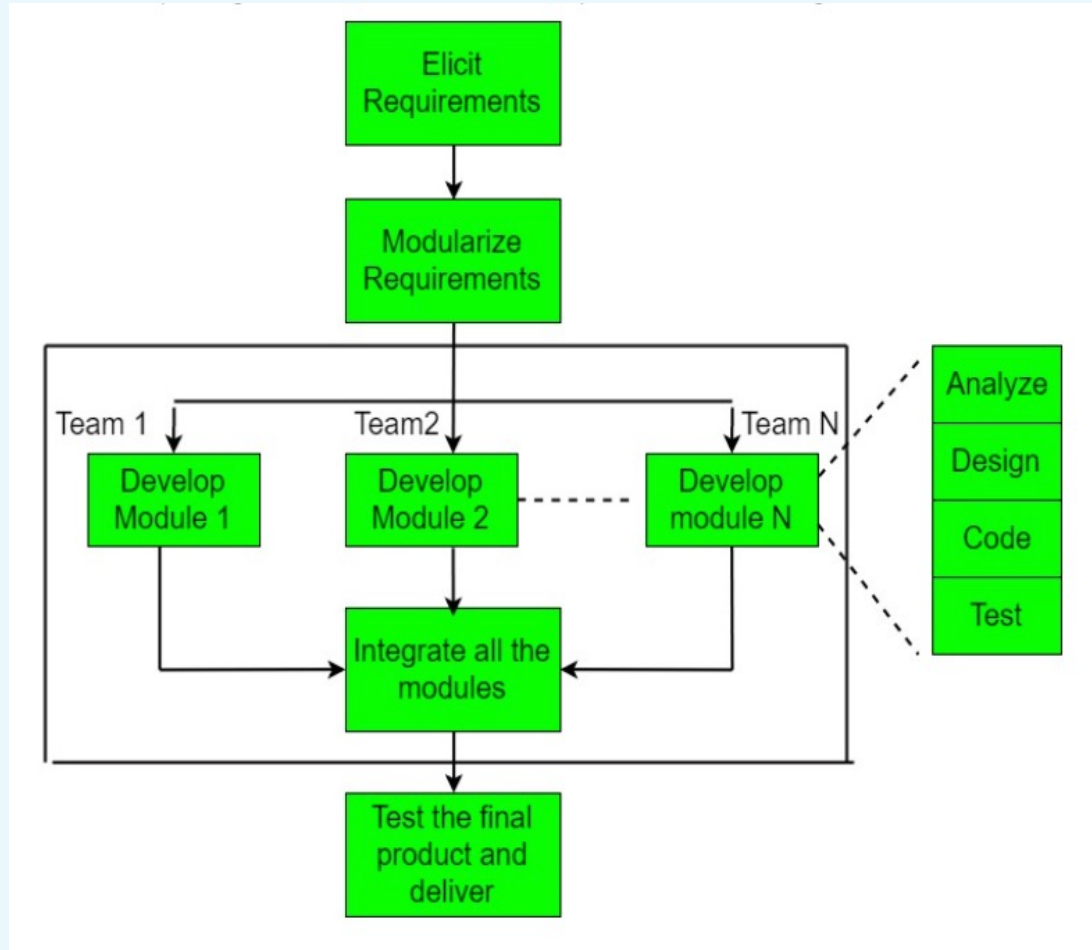 Elicit
Requirements
Modularize
Requirements
Team 1
Team2
Team N
Develop
Module 1
Develop
Module 2
Develop
module N
Analyze
Design
Code
Test
Integrate all the
modules
Test the final
product and
deliver